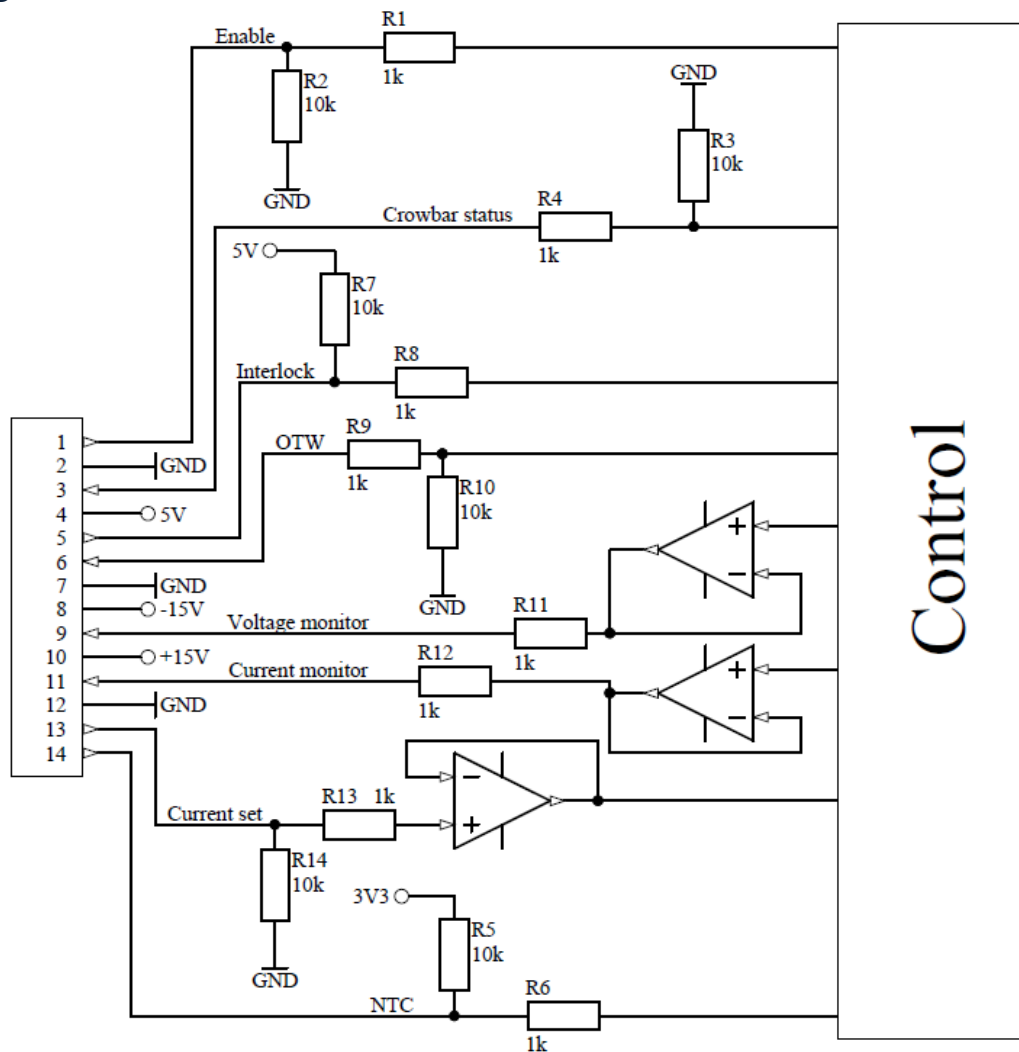 Enable
R1
1k
R2
10k
GND
GND
R3
10k
Crowbar status
R4
1k
5V
R7
10k
Interlock
R8
1k
OTW
R9
1k
R10
10k
GND
1
2
3
4
5
6
7
8
9
10
11
12
13
14
GND
5V
GND
-15V
+15V
GND
+
−
Voltage monitor
R11
1k
Current monitor
R12
1k
+
−
−
+
Current set
R13 1k
R14
10k
GND
3V3
R5
10k
NTC
R6
1k
Control